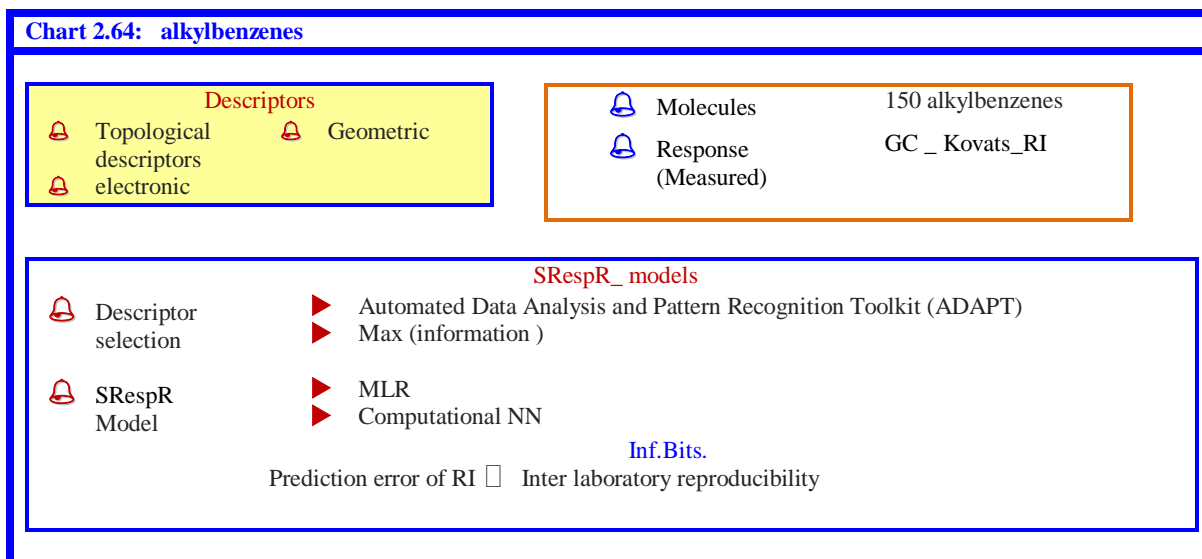 Chart 2.64: alkylbenzenes
Descriptors
Topological descriptors
Geometric
electronic
Molecules 150 alkylbenzenes
Response (Measured) GC _ Kovats_RI
SRespR_ models
Descriptor selection
Automated Data Analysis and Pattern Recognition Toolkit (ADAPT)
Max (information )
SRespR Model
MLR
Computational NN
Inf.Bits.
Prediction error of RI □ Inter laboratory reproducibility